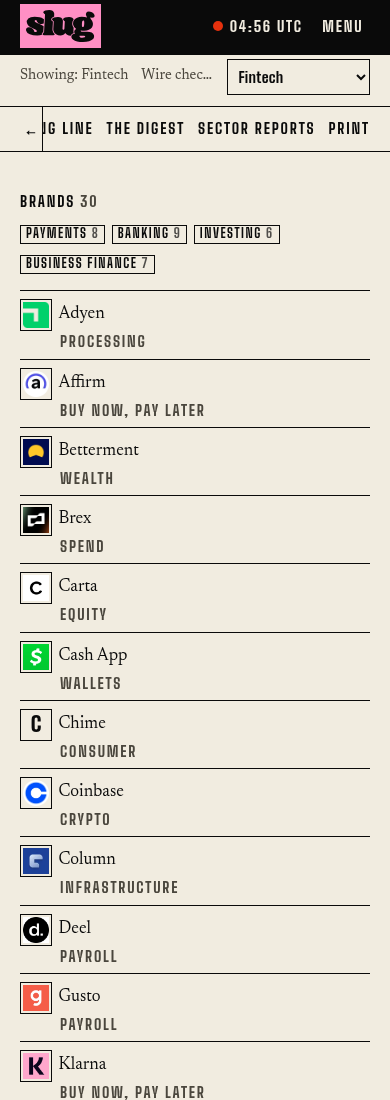 slug
04:56 UTC MENU
Showing: Fintech Wire chec... Fintech
← UG LINE THE DIGEST SECTOR REPORTS PRINT
BRANDS 30
PAYMENTS 8 BANKING 9 INVESTING 6
BUSINESS FINANCE 7
Adyen
PROCESSING
a Affirm
BUY NOW, PAY LATER
Betterment
WEALTH
Brex
SPEND
C Carta
EQUITY
$ Cash App
WALLETS
C Chime
CONSUMER
Coinbase
CRYPTO
Column
INFRASTRUCTURE
d. Deel
PAYROLL
g Gusto
PAYROLL
K Klarna
BUY NOW, PAY LATER